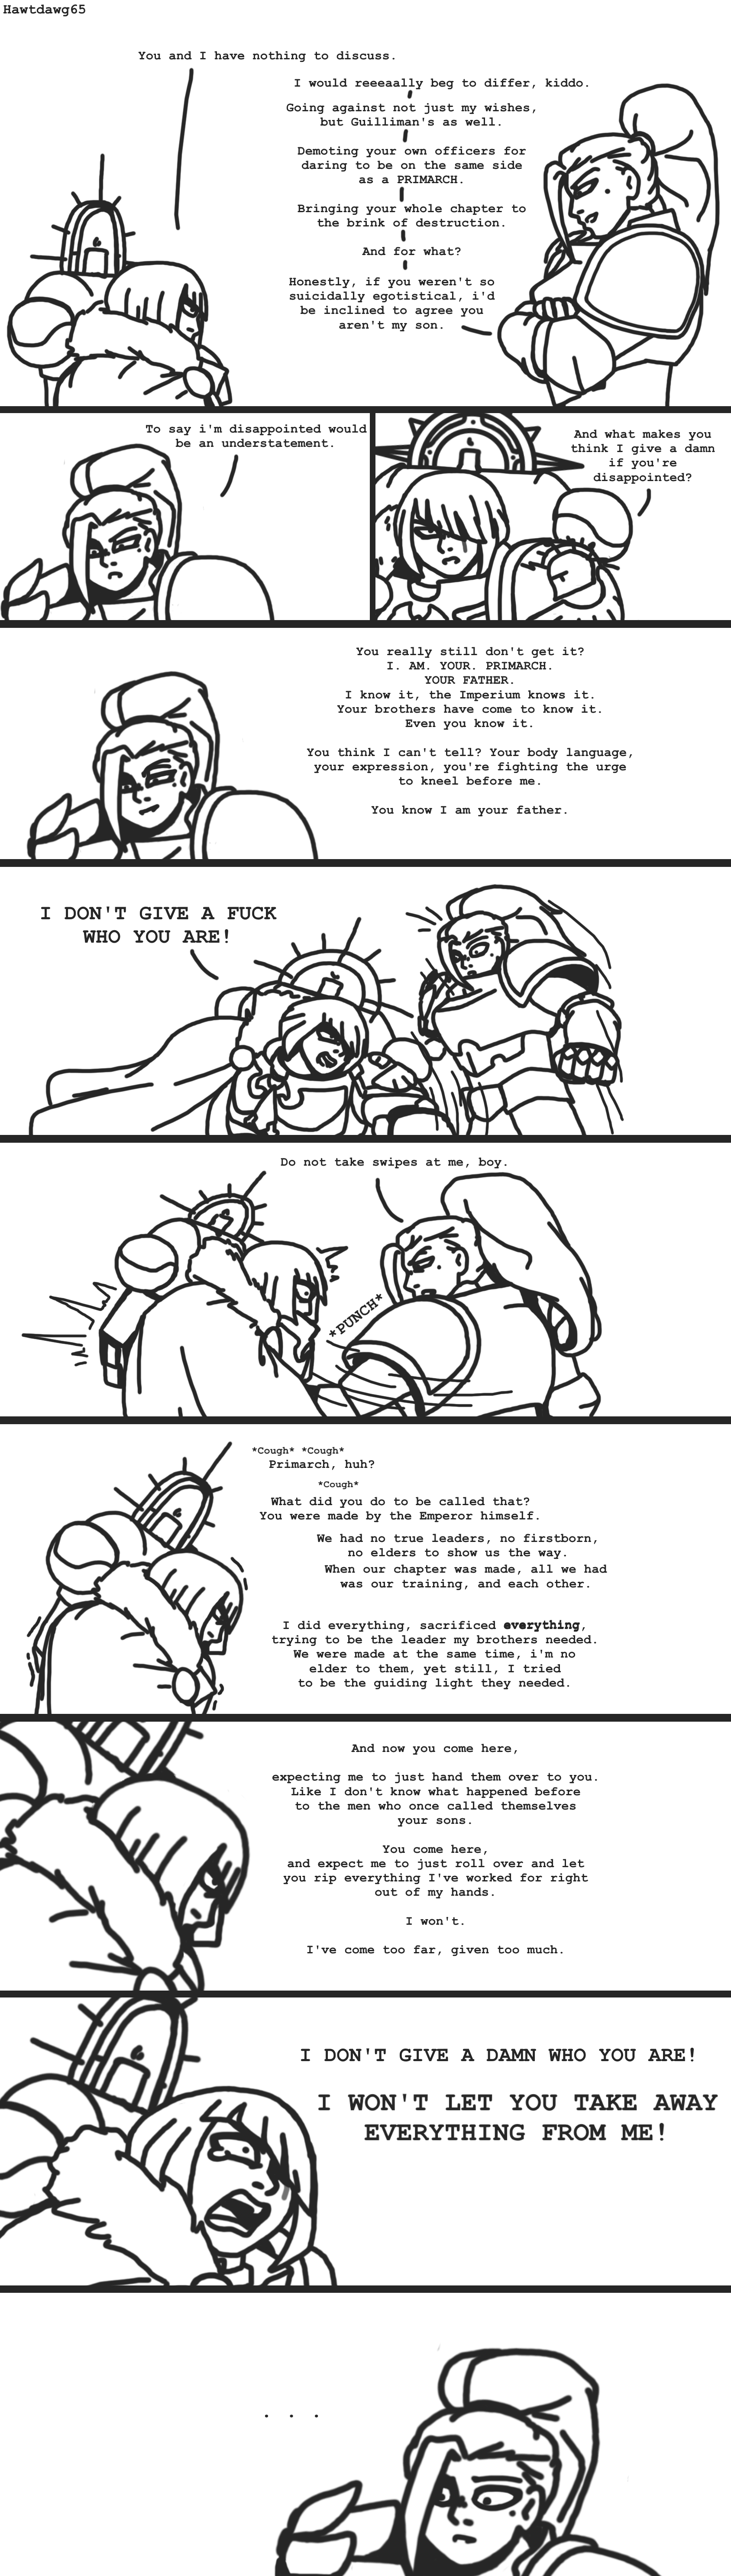 Hawtdawg65
You and I have nothing to discuss.
I would reeeaally beg to differ, kiddo.
Going against not just my wishes,
but Guilliman's as well.
Demoting your own officers for
daring to be on the same side
as a PRIMARCH.
Bringing your whole chapter to
the brink of destruction.
And for what?
Honestly, if you weren't so
suicidally egotistical, i'd
be inclined to agree you
aren't my son.
To say i'm disappointed would
be an understatement.
And what makes you
think I give a damn
if you're
disappointed?
You really still don't get it?
I. AM. YOUR. PRIMARCH.
YOUR FATHER.
I know it, the Imperium knows it.
Your brothers have come to know it.
Even you know it.
You think I can't tell? Your body language,
your expression, you're fighting the urge
to kneel before me.
You know I am your father.
I DON'T GIVE A FUCK
WHO YOU ARE!
Do not take swipes at me, boy.
*PUNCH*
*Cough* *Cough*
Primarch, huh?
*Cough*
What did you do to be called that?
You were made by the Emperor himself.
We had no true leaders, no firstborn,
no elders to show us the way.
When our chapter was made, all we had
was our training, and each other.
I did everything, sacrificed everything,
trying to be the leader my brothers needed.
We were made at the same time, i'm no
elder to them, yet still, I tried
to be the guiding light they needed.
And now you come here,
expecting me to just hand them over to you.
Like I don't know what happened before
to the men who once called themselves
your sons.
You come here,
and expect me to just roll over and let
you rip everything I've worked for right
out of my hands.
I won't.
I've come too far, given too much.
I DON'T GIVE A DAMN WHO YOU ARE!
I WON'T LET YOU TAKE AWAY
EVERYTHING FROM ME!
. . .